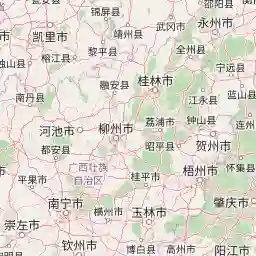 锦屏县
邵阳县
永州市
凯里市
靖州县
武冈市
榕江县
黎平县
全州县
宁远县
独山县
桂林市
融安县
南丹县
江永县
蓝山县
河池市
柳州市
荔浦市
钟山县
连州
都安县
昭平县
贺州市
广西壮族
自治区
怀集县
平果市
桂平市
梧州市
南宁市
肇庆市
横州市
玉林市
崇左市
钦州市
博白县
高州市
阳江市